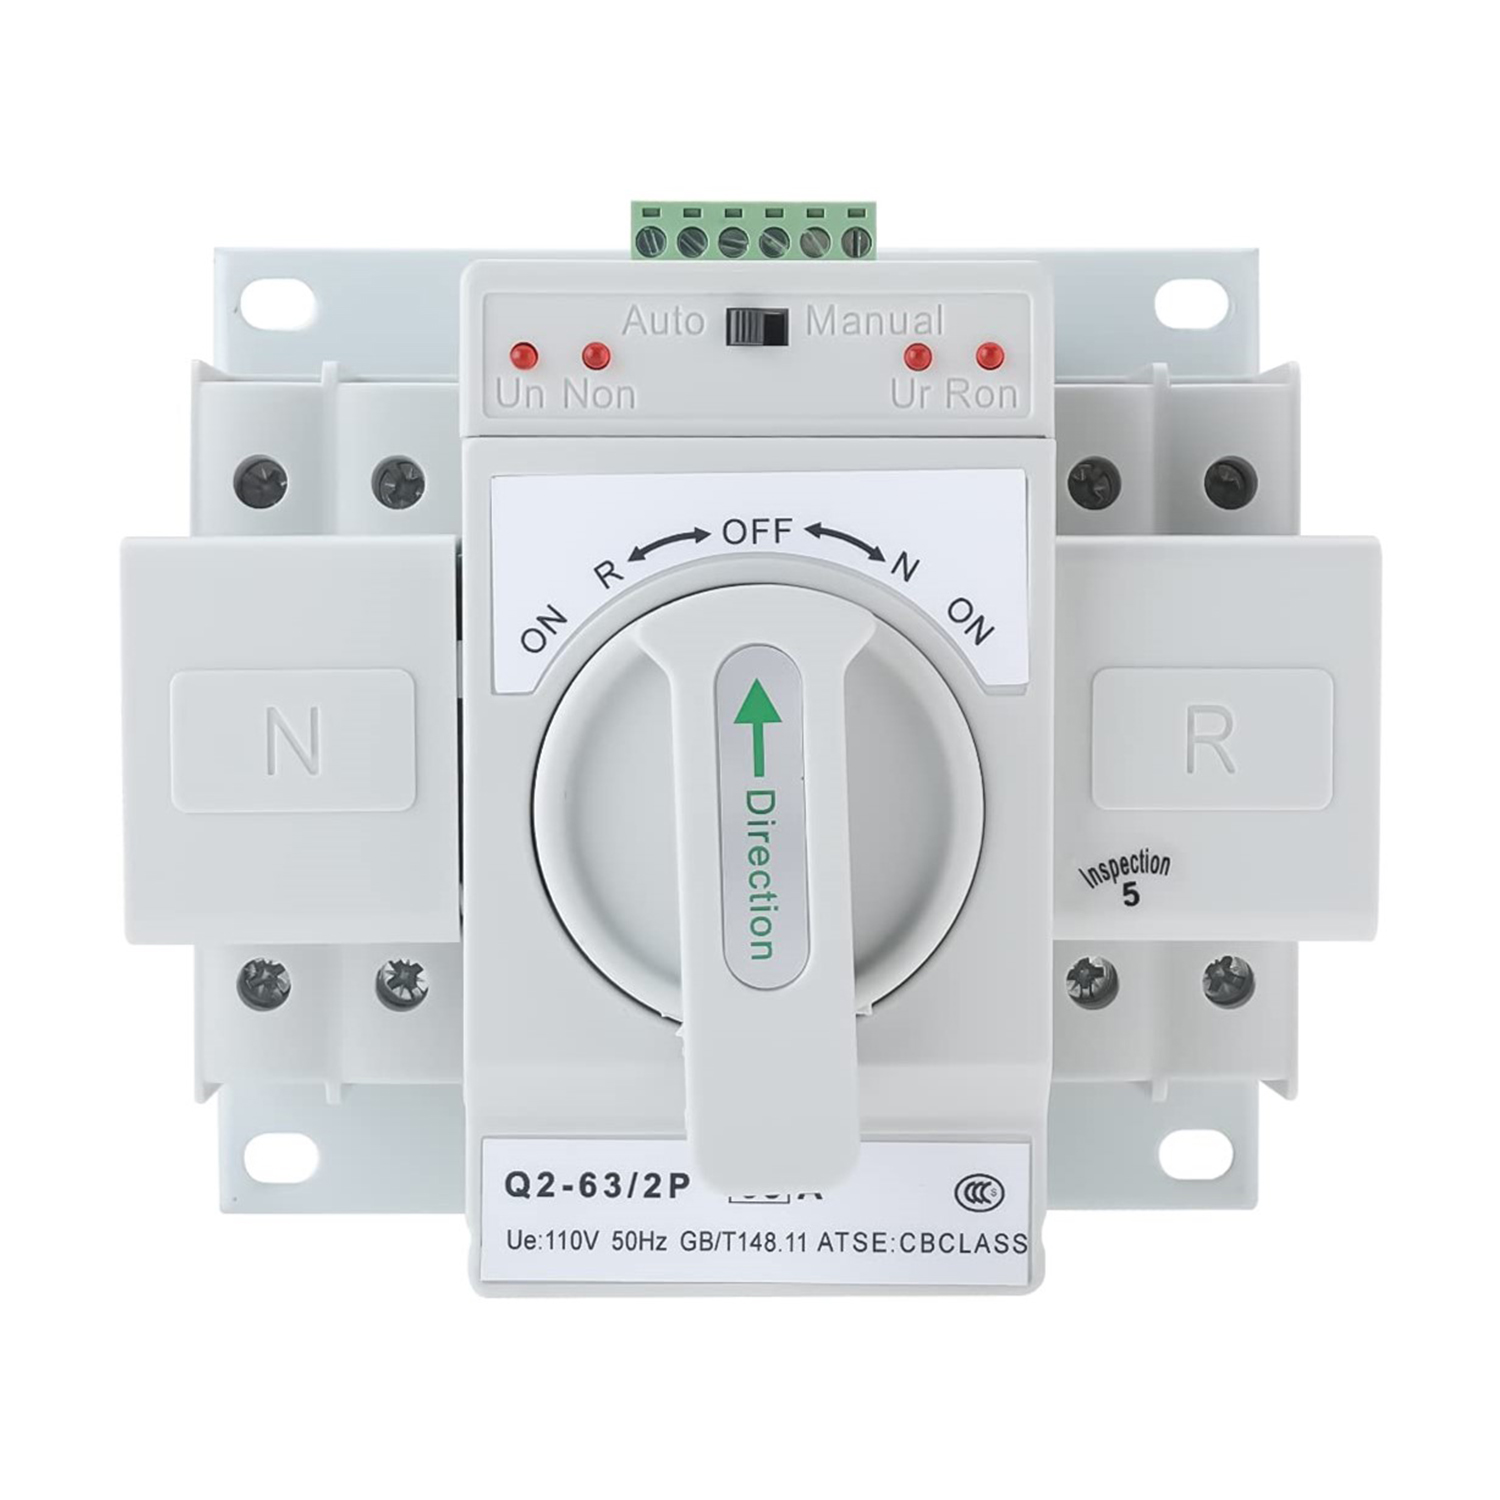 Auto Manual
Un Non Ur Ron
ON R OFF N ON
N
Direction
R
Inspection
5
Q2-63/2P A
CCC S
Ue:110V 50Hz GB/T148.11 ATSE:CBCLASS